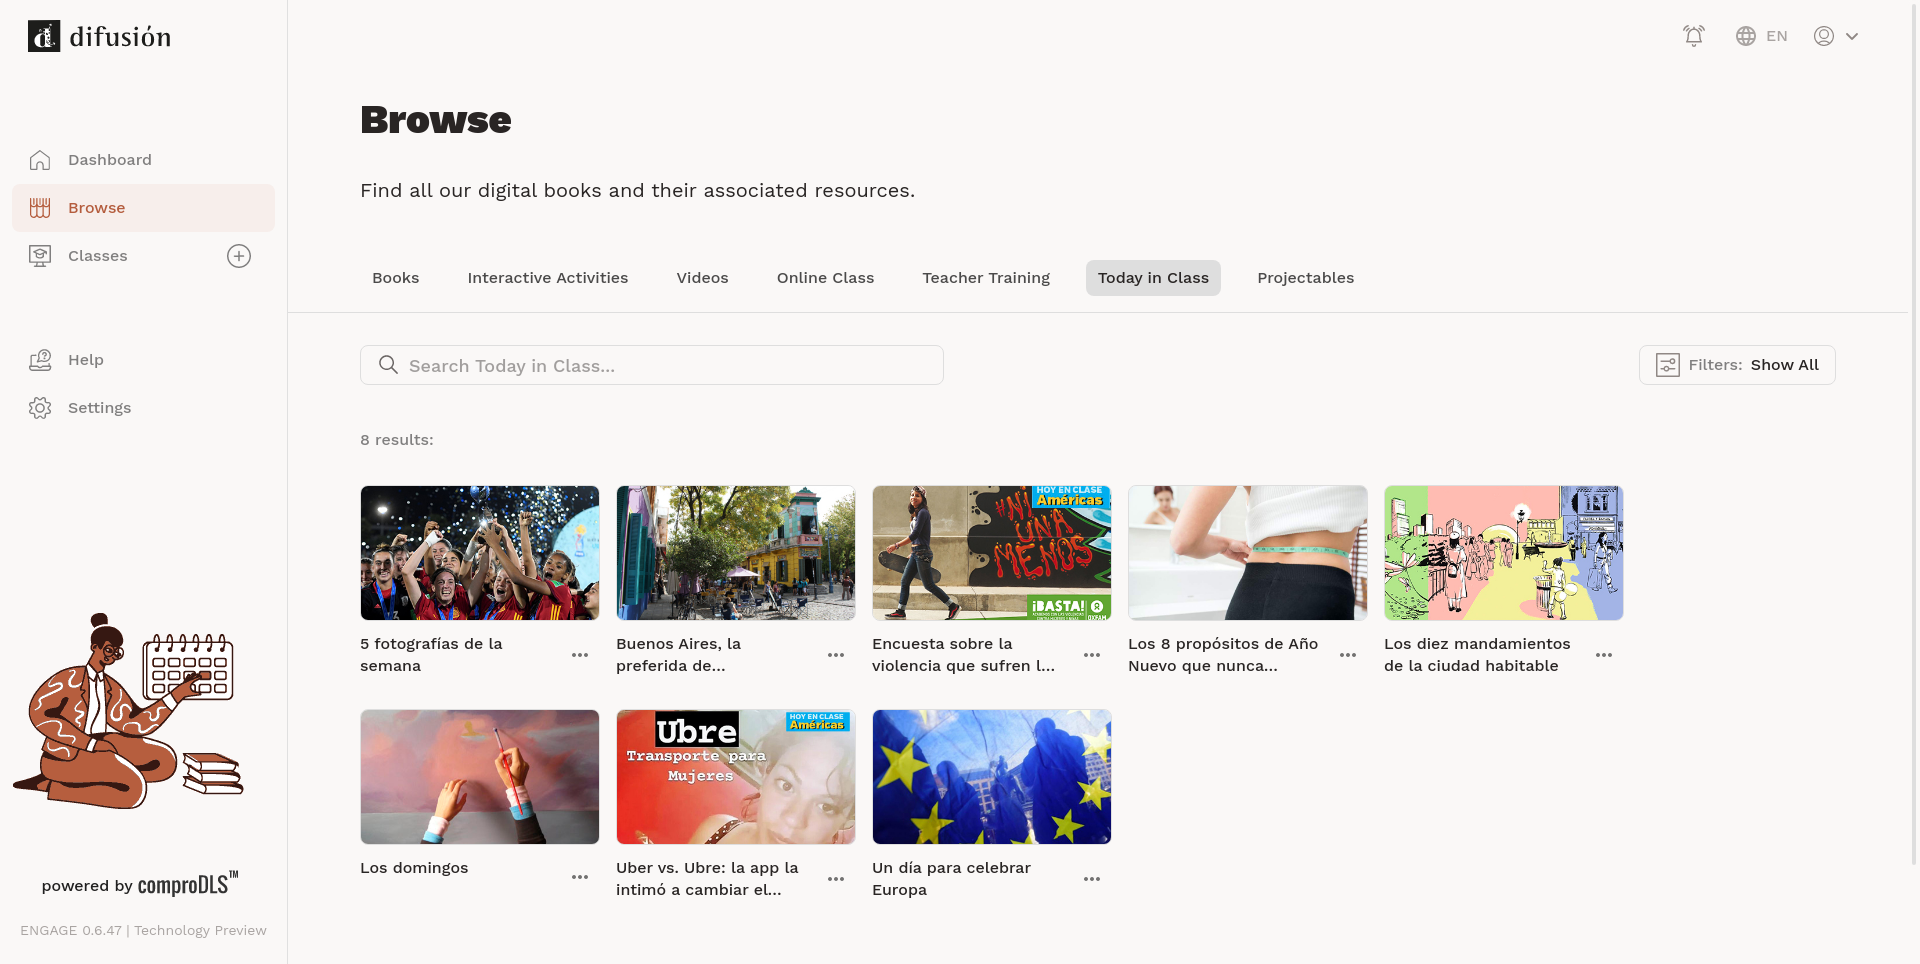 difusión
EN
Browse
Find all our digital books and their associated resources.
Dashboard
Browse
Classes
Help
Settings
Books
Interactive Activities
Videos
Online Class
Teacher Training
Today in Class
Projectables
Search Today in Class...
Filters: Show All
8 results:
HOY EN CLASE
Américas
#NI
UNA
MENOS
¡BASTA!
OXFAM
5 fotografías de la
semana
Buenos Aires, la
preferida de...
Encuesta sobre la
violencia que sufren l...
Los 8 propósitos de Año
Nuevo que nunca...
Los diez mandamientos
de la ciudad habitable
Ubre
Transporte para
Mujeres
HOY EN CLASE
Américas
Los domingos
Uber vs. Ubre: la app la
intimó a cambiar el...
Un día para celebrar
Europa
powered by comproDLS™
ENGAGE 0.6.47 | Technology Preview